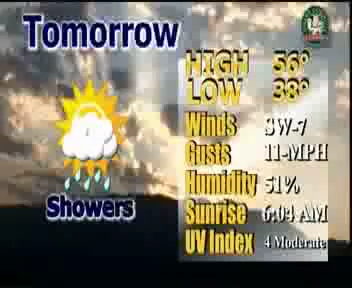 Tomorrow
HIGH 56°
LOW 38°
Winds SW-7
Gusts 11-MPH
Humidity 51%
Sunrise 6:04 AM
UV Index 4 Moderate
Showers